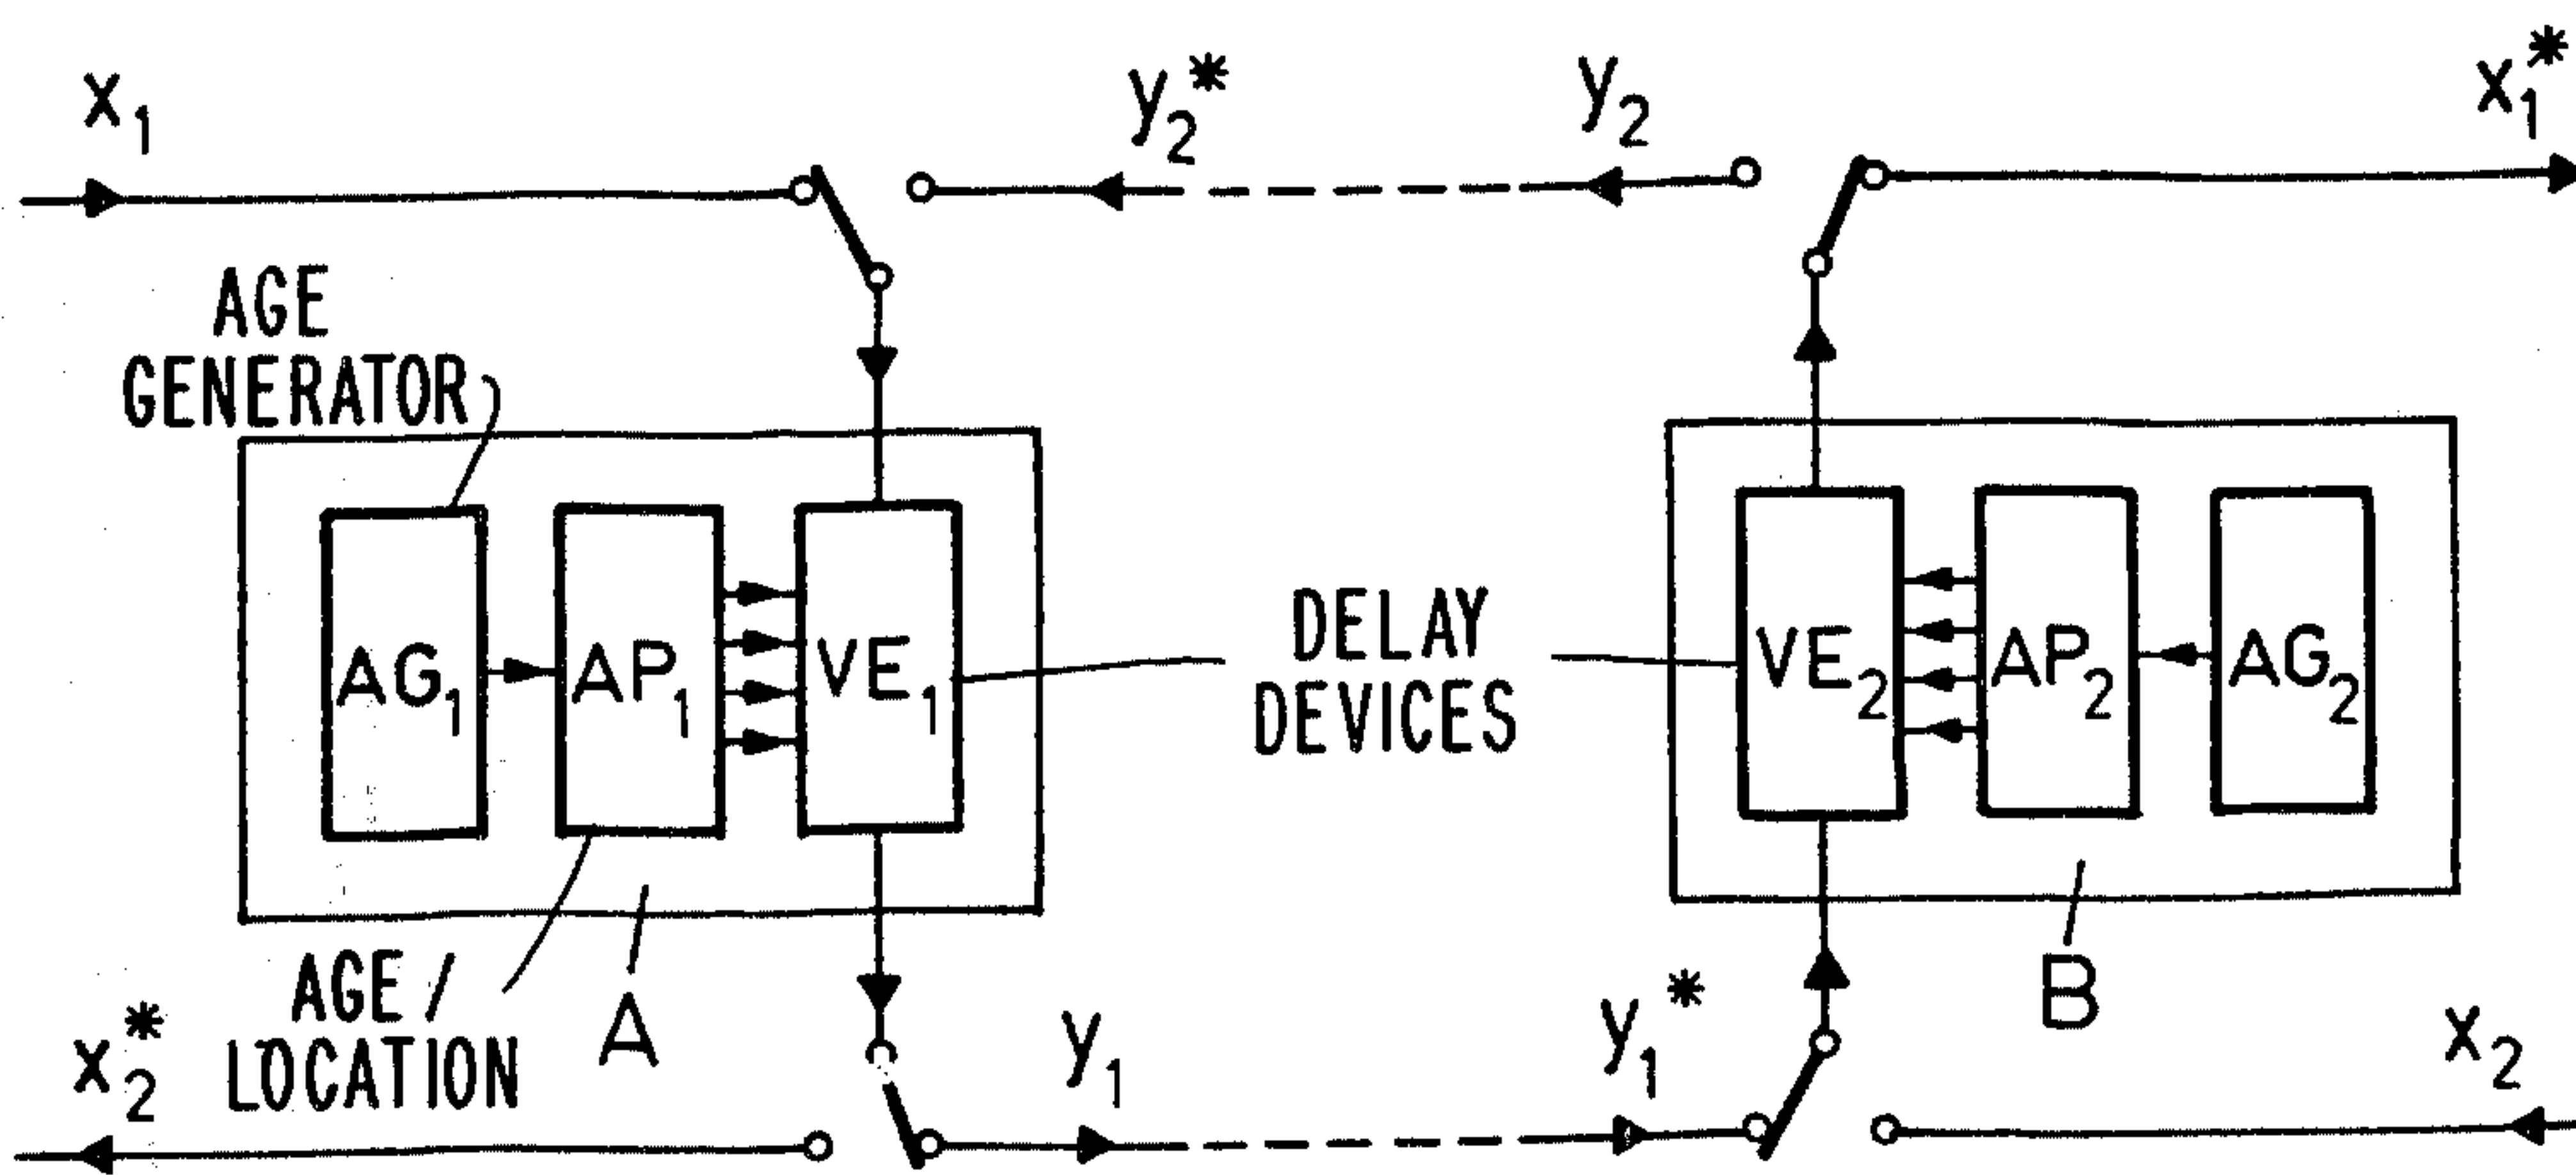 x₁
y₂*
y₂
x₁*
AGE
GENERATOR
AG₁
AP₁
VE₁
DELAY
DEVICES
VE₂
AP₂
AG₂
AGE /
LOCATION
A
B
x₂*
y₁
y₁*
x₂